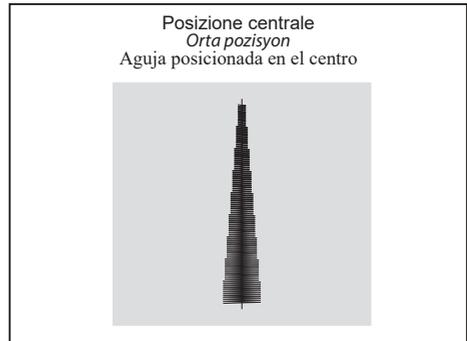 Posizione centrale
Orta pozisyon
Aguja posicionada en el centro